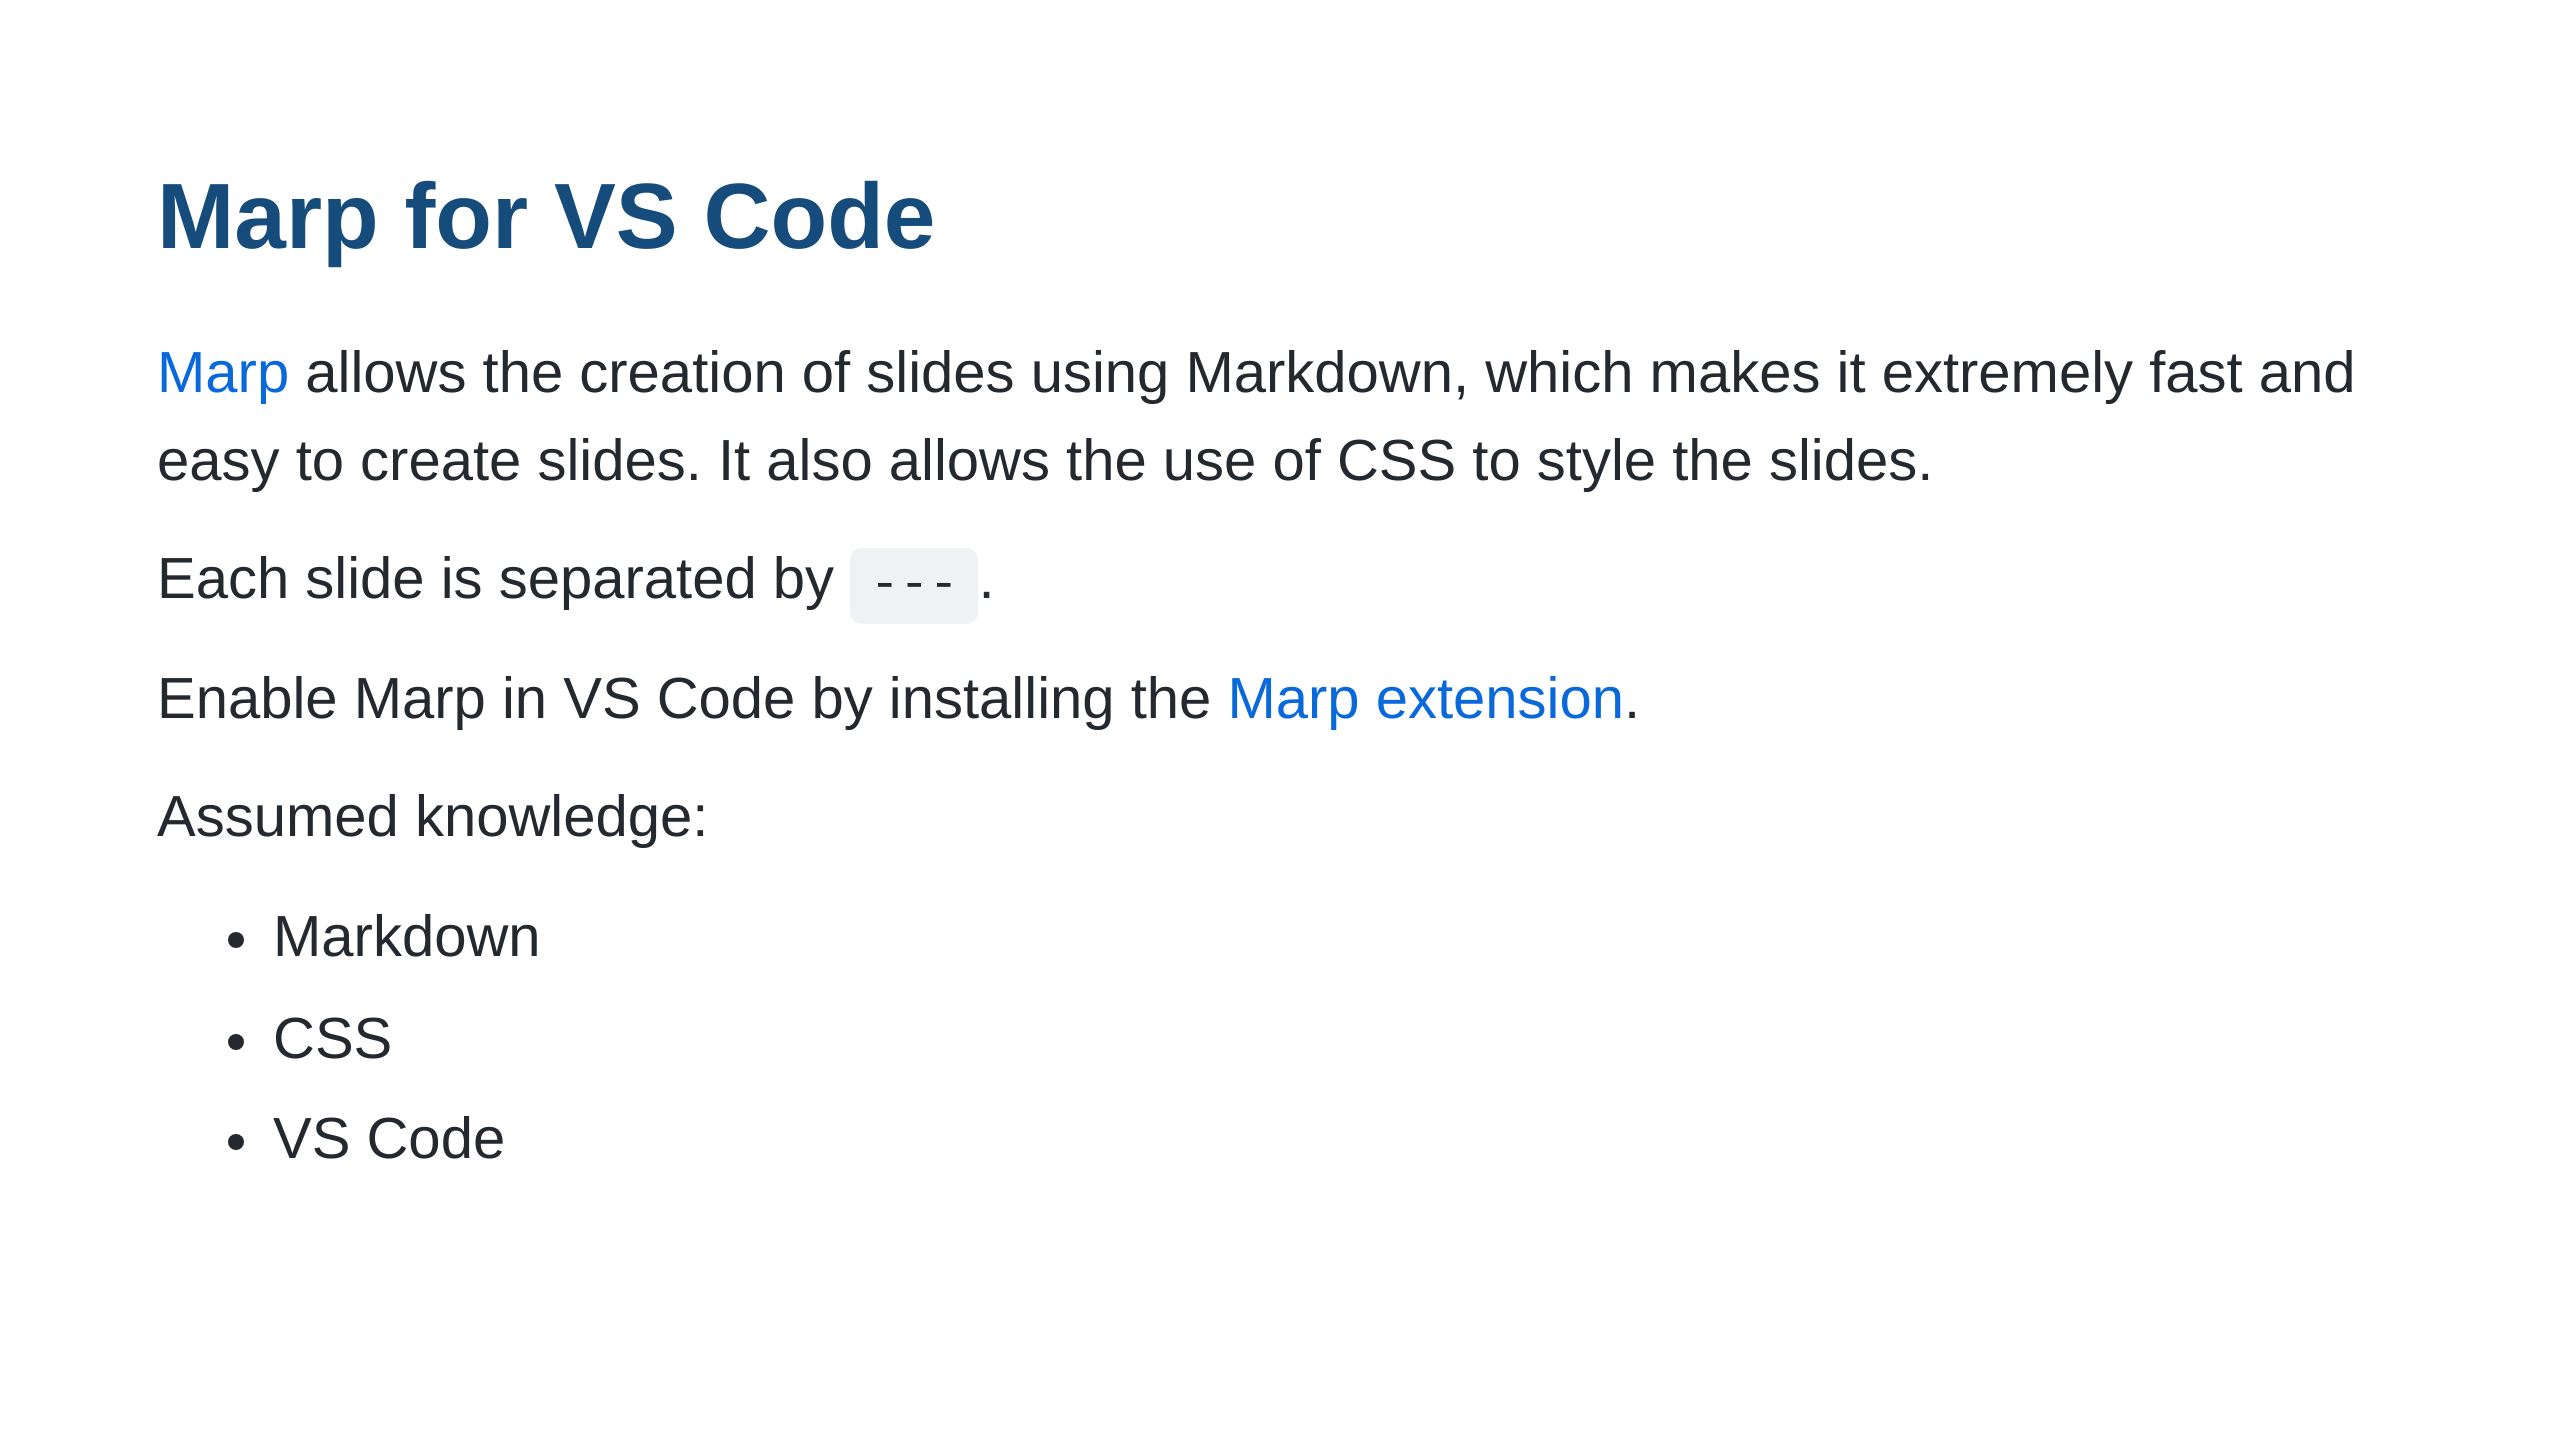 Marp for VS Code
Marp allows the creation of slides using Markdown, which makes it extremely fast and
easy to create slides. It also allows the use of CSS to style the slides.
Each slide is separated by ---.
Enable Marp in VS Code by installing the Marp extension.
Assumed knowledge:
• Markdown
• CSS
• VS Code